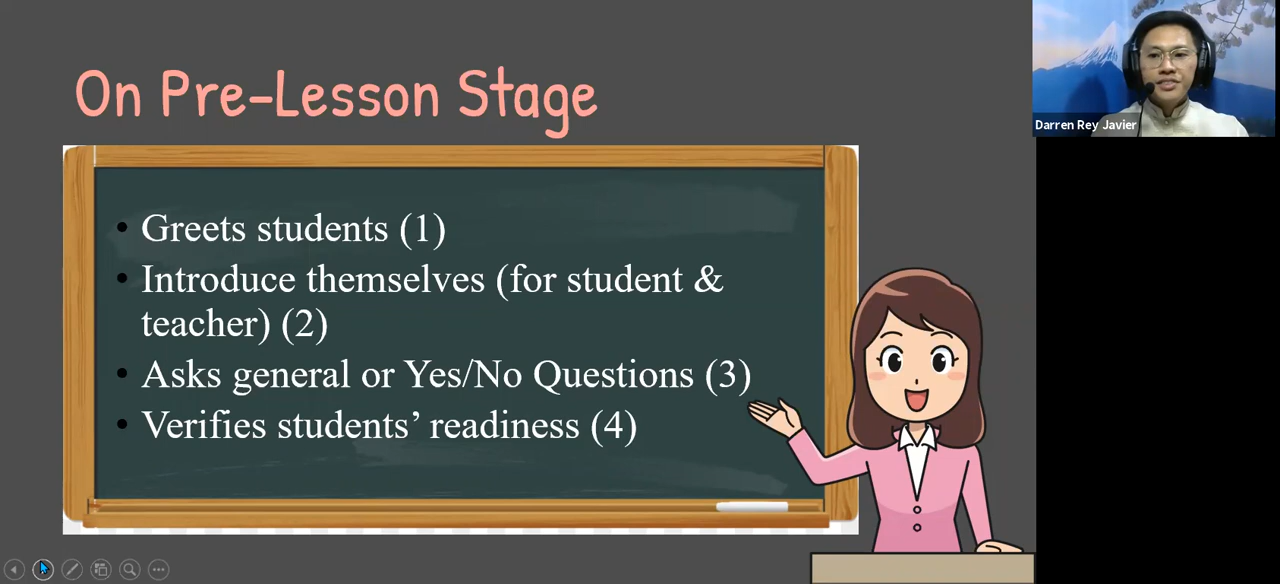 On Pre-Lesson Stage
• Greets students (1)
• Introduce themselves (for student &
teacher) (2)
• Asks general or Yes/No Questions (3)
• Verifies students’ readiness (4)
Darren Rey Javier